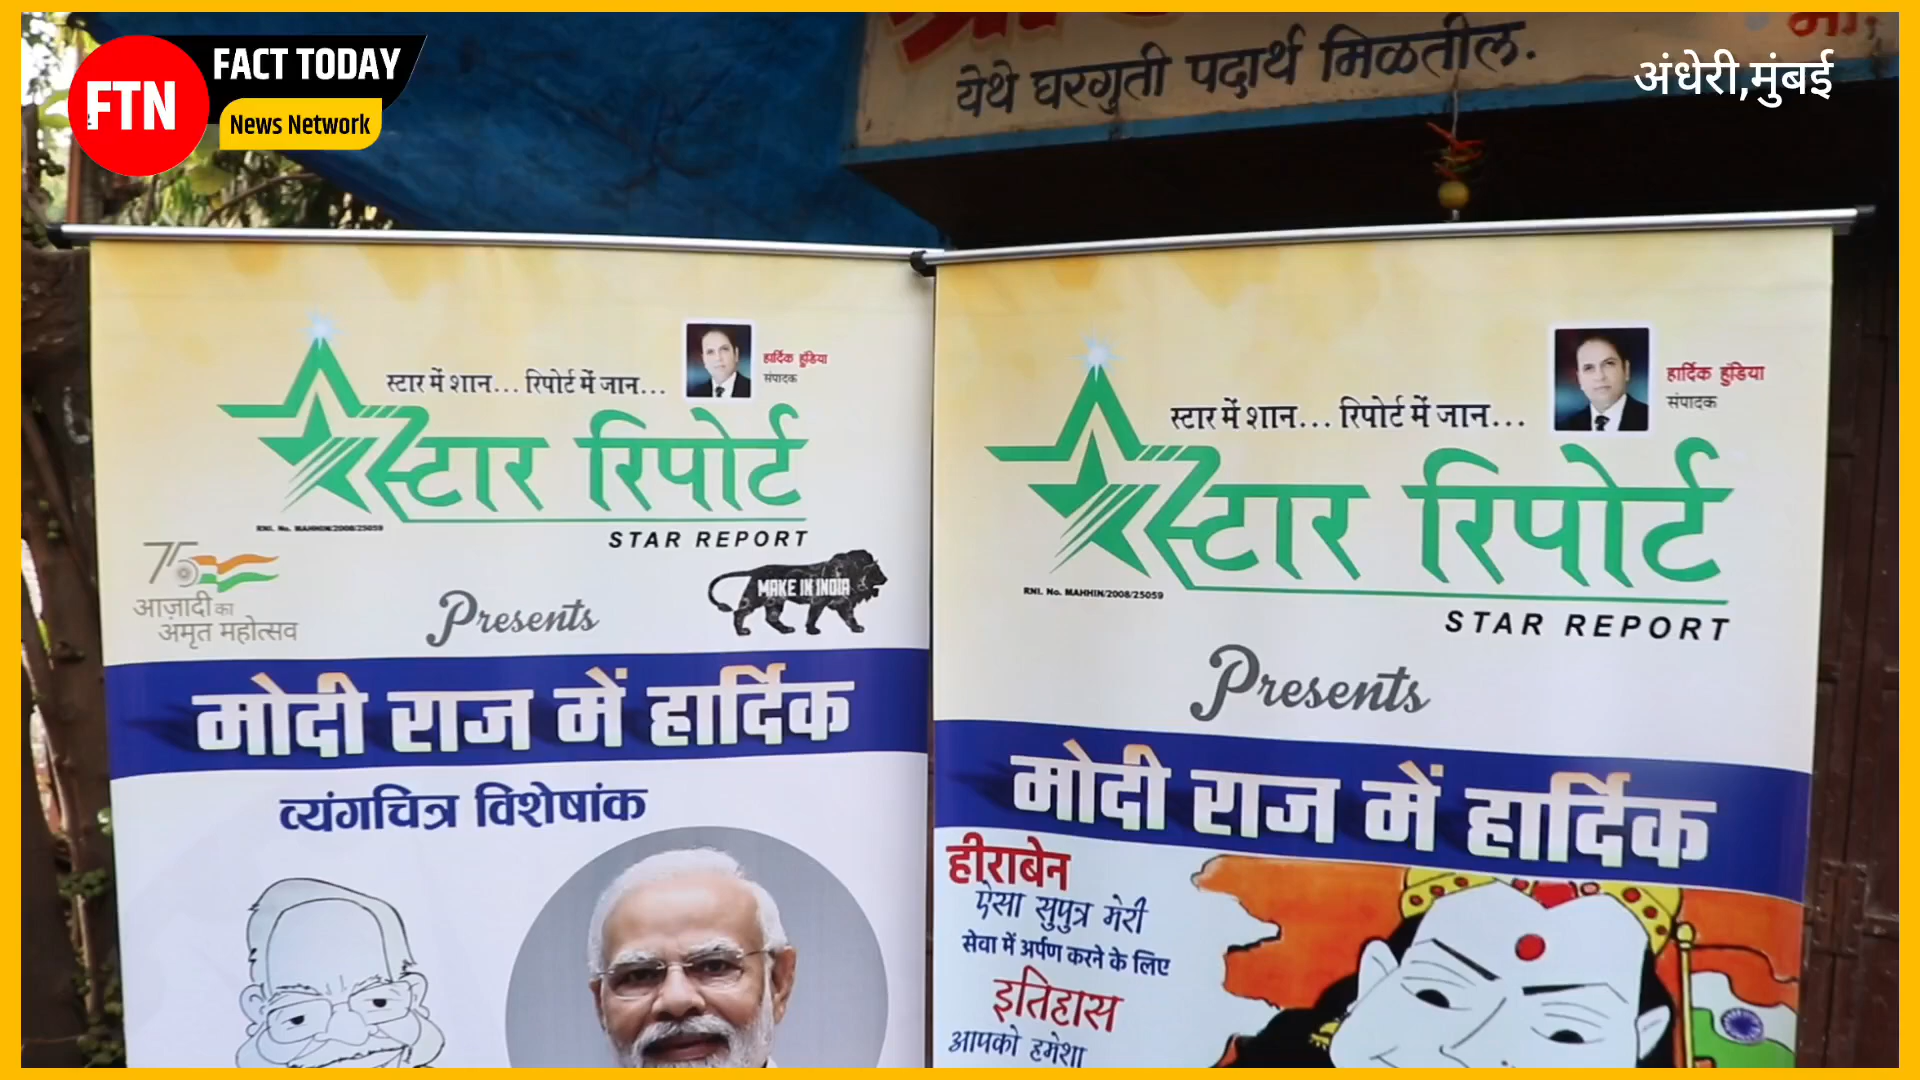 FTN
FACT TODAY
News Network
अंधेरी,मुंबई
येथे घरगुती पदार्थ मिळतील.
स्टार में शान... रिपोर्ट में जान...
हार्दिक हुंडिया
संपादक
स्टार रिपोर्ट
RNI. No. MAHHIN/2008/25059
STAR REPORT
75
आज़ादी का
अमृत महोत्सव
Presents
MAKE IN INDIA
मोदी राज में हार्दिक
व्यंगचित्र विशेषांक
स्टार में शान... रिपोर्ट में जान...
हार्दिक हुंडिया
संपादक
स्टार रिपोर्ट
RNI. No. MAHHIN/2008/25059
STAR REPORT
Presents
मोदी राज में हार्दिक
हीराबेन
ऐसा सुपुत्र मेरी
सेवा में अर्पण करने के लिए
इतिहास
आपको हमेशा